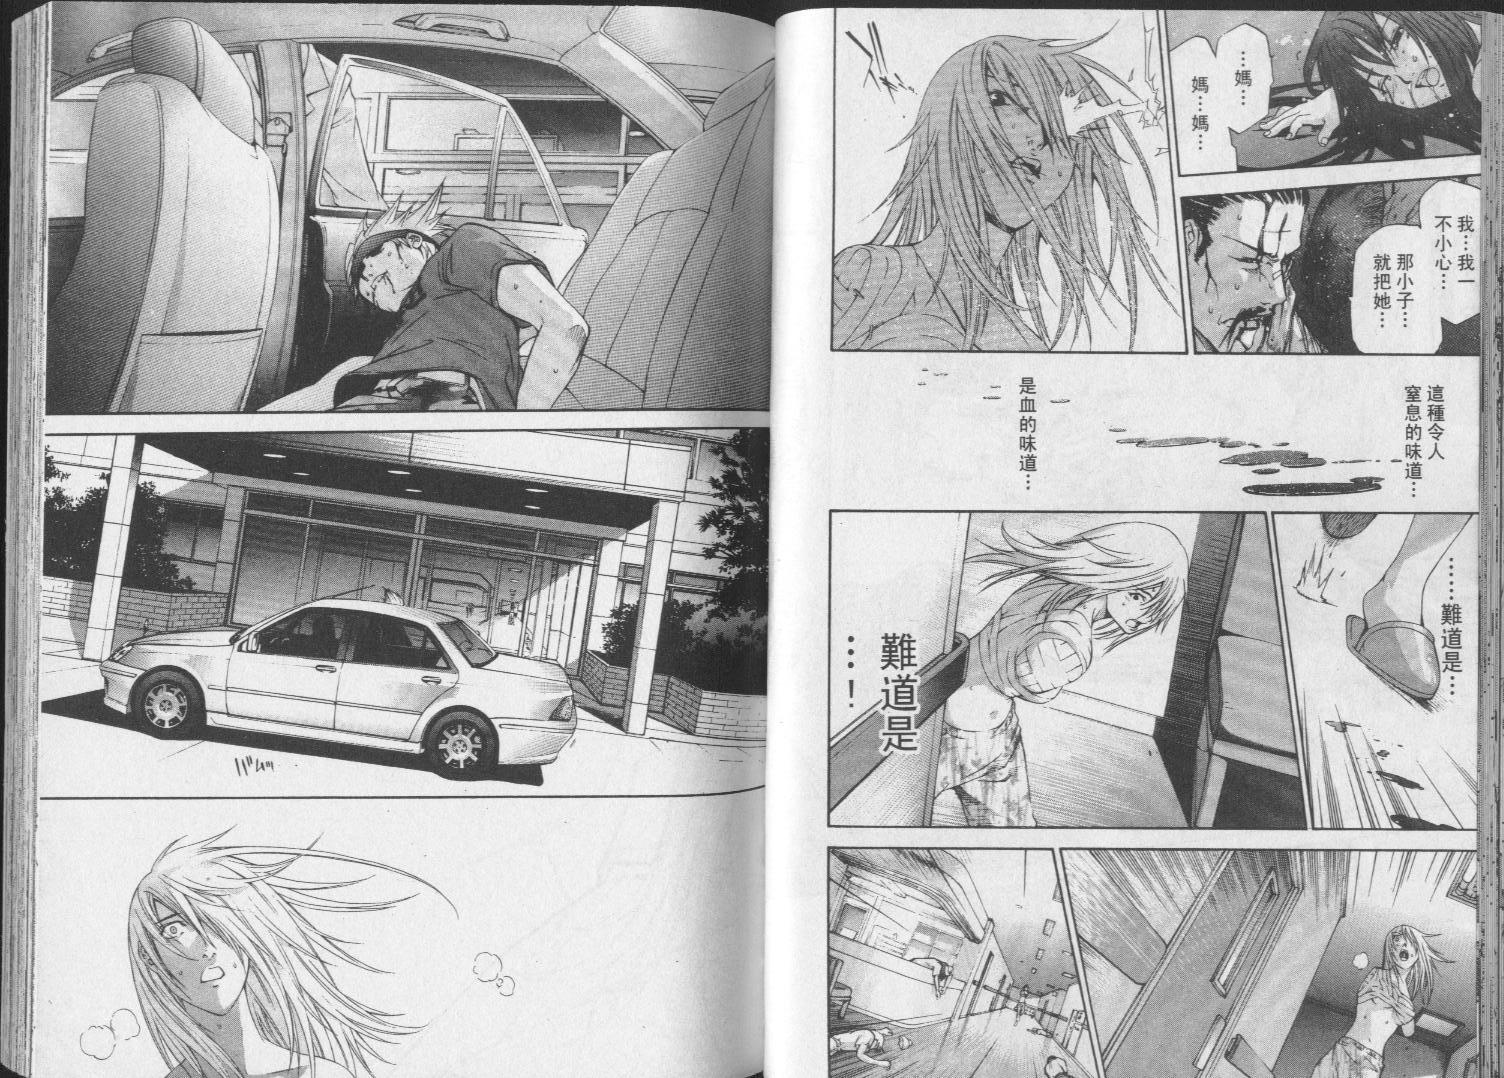 …媽…
媽…媽…
我…我一
不小心…
那小子…
就把她…
這種令人
窒息的味道…
是血的味道…
……難道是…
難道是
…！
バムッ